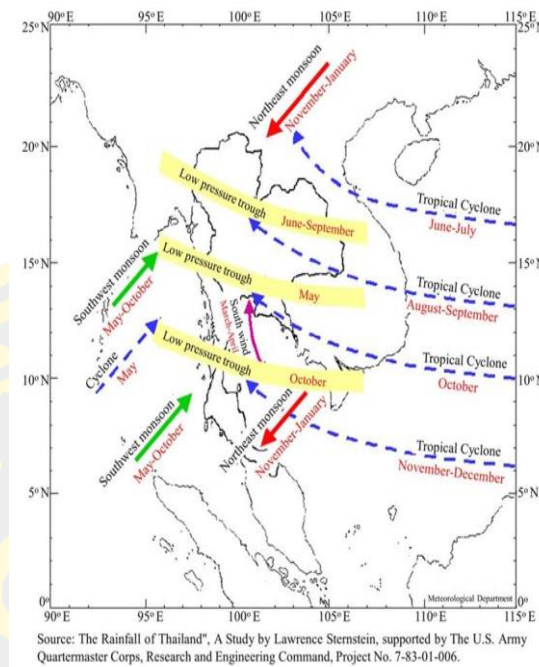 90°E 95°E 100°E 105°E 110°E 115°E
25°N 25°N
Northeast monsoon
November-January
20°N 20°N
Low pressure trough
June-September
Tropical Cyclone
June-July
15°N 15°N
Southwest monsoon
May-October
Low pressure trough
May
Tropical Cyclone
August-September
South wind
March-April
Cyclone
May
Low pressure trough
October
Tropical Cyclone
October
10°N 10°N
Southwest monsoon
May-October
Northeast monsoon
November-January
Tropical Cyclone
November-December
5°N 5°N
Meteorological Department
0° 0°
90°E 95°E 100°E 105°E 110°E 115°E
Source: The Rainfall of Thailand", A Study by Lawrence Sternstein, supported by The U.S. Army
Quartermaster Corps, Research and Engineering Command, Project No. 7-83-01-006.